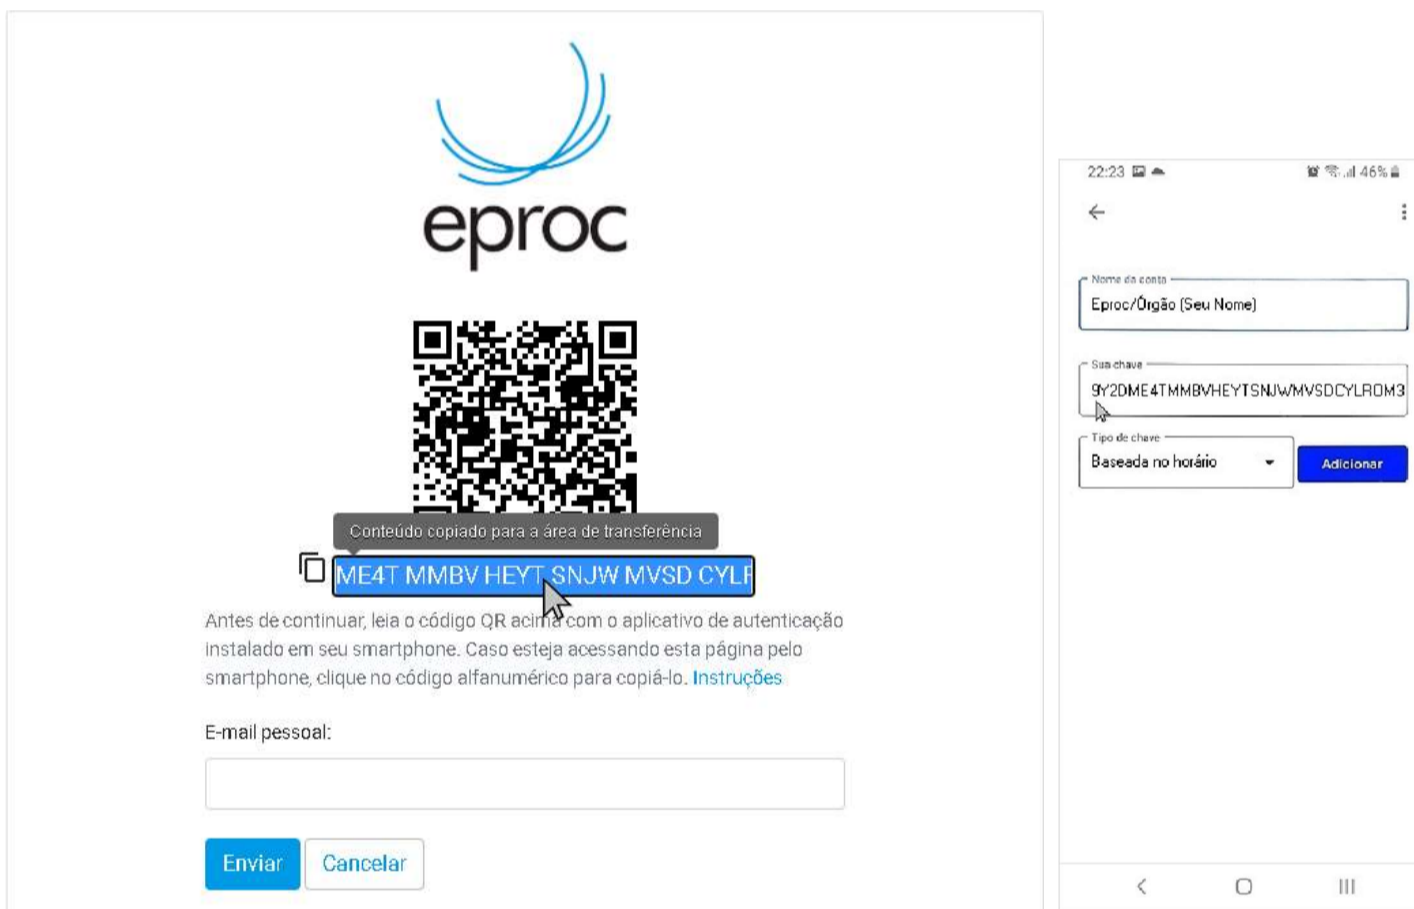 eproc
Conteúdo copiado para a área de transferência
ME4T MMBV HEYT SNJW MVSD CYLF
Antes de continuar, leia o código QR acima com o aplicativo de autenticação
instalado em seu smartphone. Caso esteja acessando esta página pelo
smartphone, clique no código alfanumérico para copiá-lo. Instruções
E-mail pessoal:
Enviar
Cancelar
22:23
46%
Nome da conta
Eproc/Órgão (Seu Nome)
Sua chave
9Y2DME4TMMBVHEYTSNJWMVSDCYLROM3
Tipo de chave
Baseada no horário
Adicionar